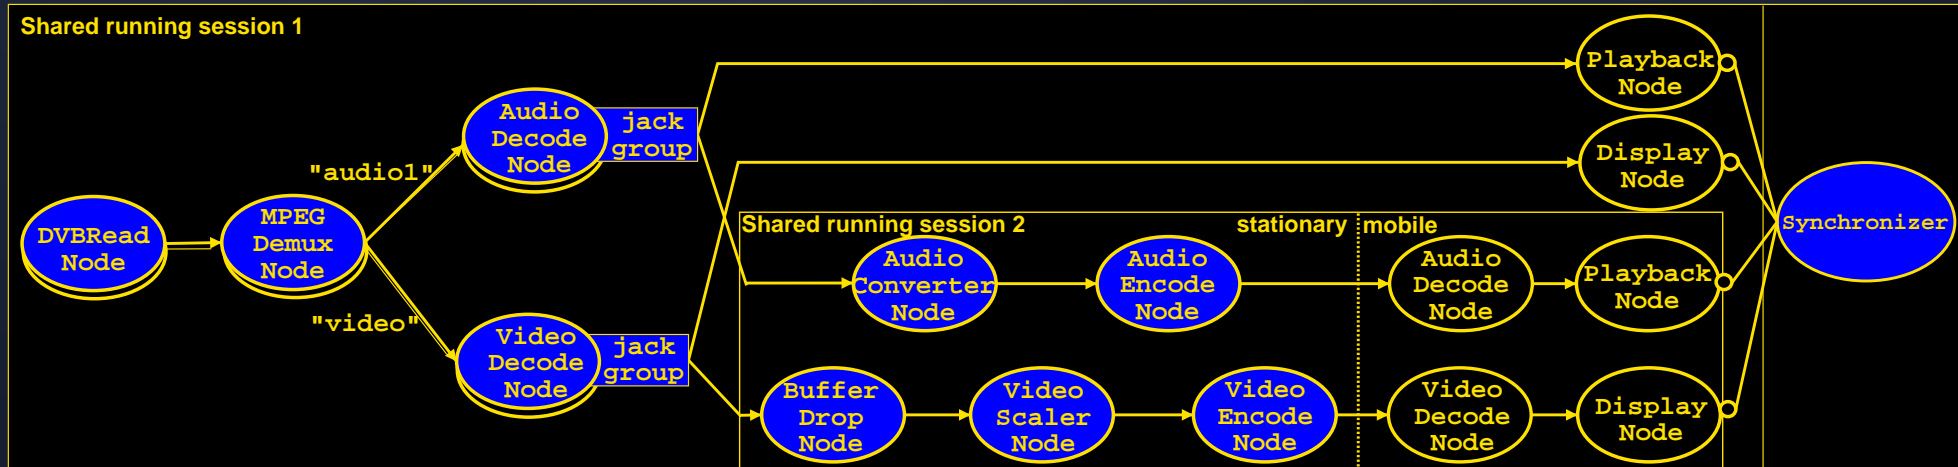 Shared running session 1
DVBRead
Node
MPEG
Demux
Node
"audio1"
"video"
Audio
Decode
Node
jack
group
Video
Decode
Node
jack
group
Playback
Node
Display
Node
Shared running session 2
stationary
mobile
Audio
Converter
Node
Audio
Encode
Node
Audio
Decode
Node
Playback
Node
Buffer
Drop
Node
Video
Scaler
Node
Video
Encode
Node
Video
Decode
Node
Display
Node
Synchronizer